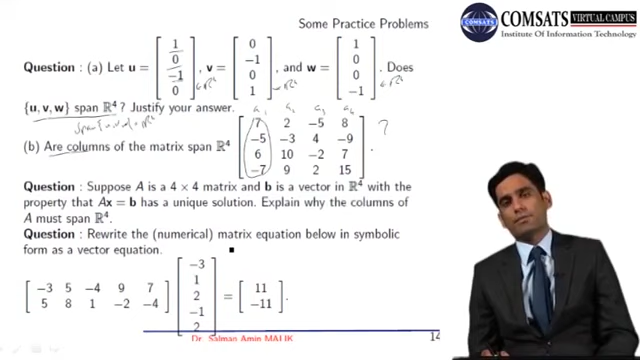 Some Practice Problems
COMSATS VIRTUAL CAMPUS
Institute Of Information Technology
Question : (a) Let u = [1 0 −1 0], v = [0 −1 0 1], and w = [1 0 0 −1]. Does
{u, v, w} span ℝ⁴? Justify your answer.
a₁ a₂ a₃ a₄
(b) Are columns of the matrix span ℝ⁴
7 2 −5 8
−5 −3 4 −9
6 10 −2 7
−7 9 2 15
. ?
Question: Suppose A is a 4 × 4 matrix and b is a vector in ℝ⁴ with the
property that Ax = b has a unique solution. Explain why the columns of
A must span ℝ⁴.
Question: Rewrite the (numerical) matrix equation below in symbolic
form as a vector equation.
[−3 5 −4 9 7
5 8 1 −2 −4] [−3 1 2 −1 2] = [11 −11].
Dr. Salman Amin MALIK
14